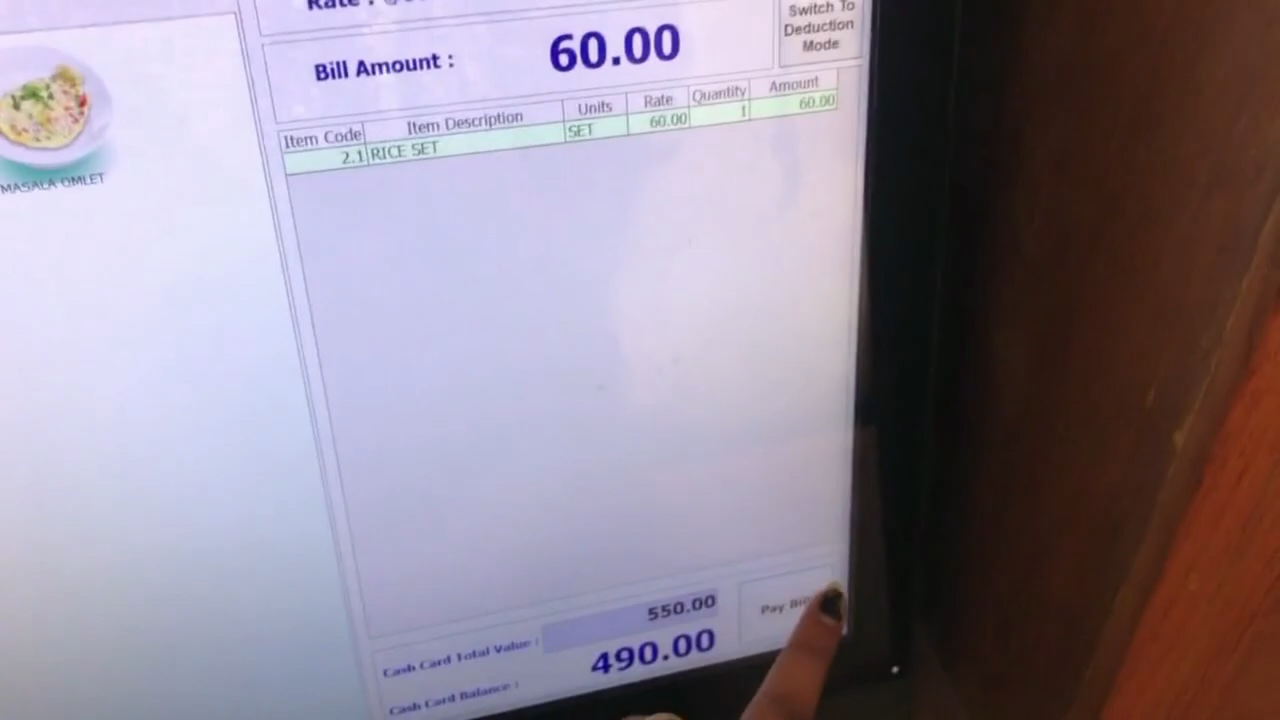 Rate :
Bill Amount : 60.00
Switch To
Deduction
Mode
Item Code Item Description Units Rate Quantity Amount
2.1 RICE SET SET 60.00 1 60.00
MASALA OMLET
Cash Card Total Value : 550.00
Pay
Cash Card Balance : 490.00